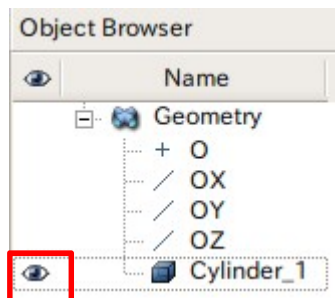 Object Browser
Name
Geometry
O
OX
OY
OZ
Cylinder_1